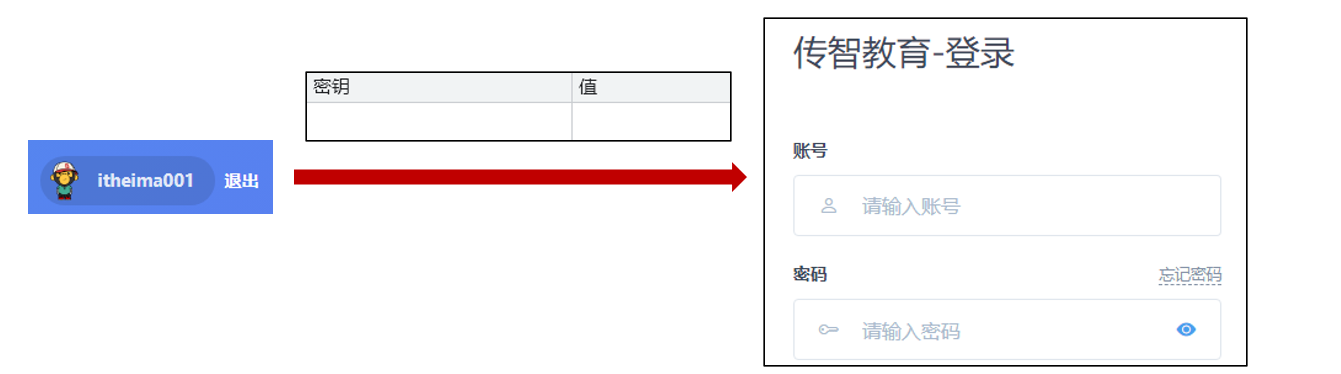 itheima001 退出
密钥 值
传智教育-登录
账号
请输入账号
密码 忘记密码
请输入密码